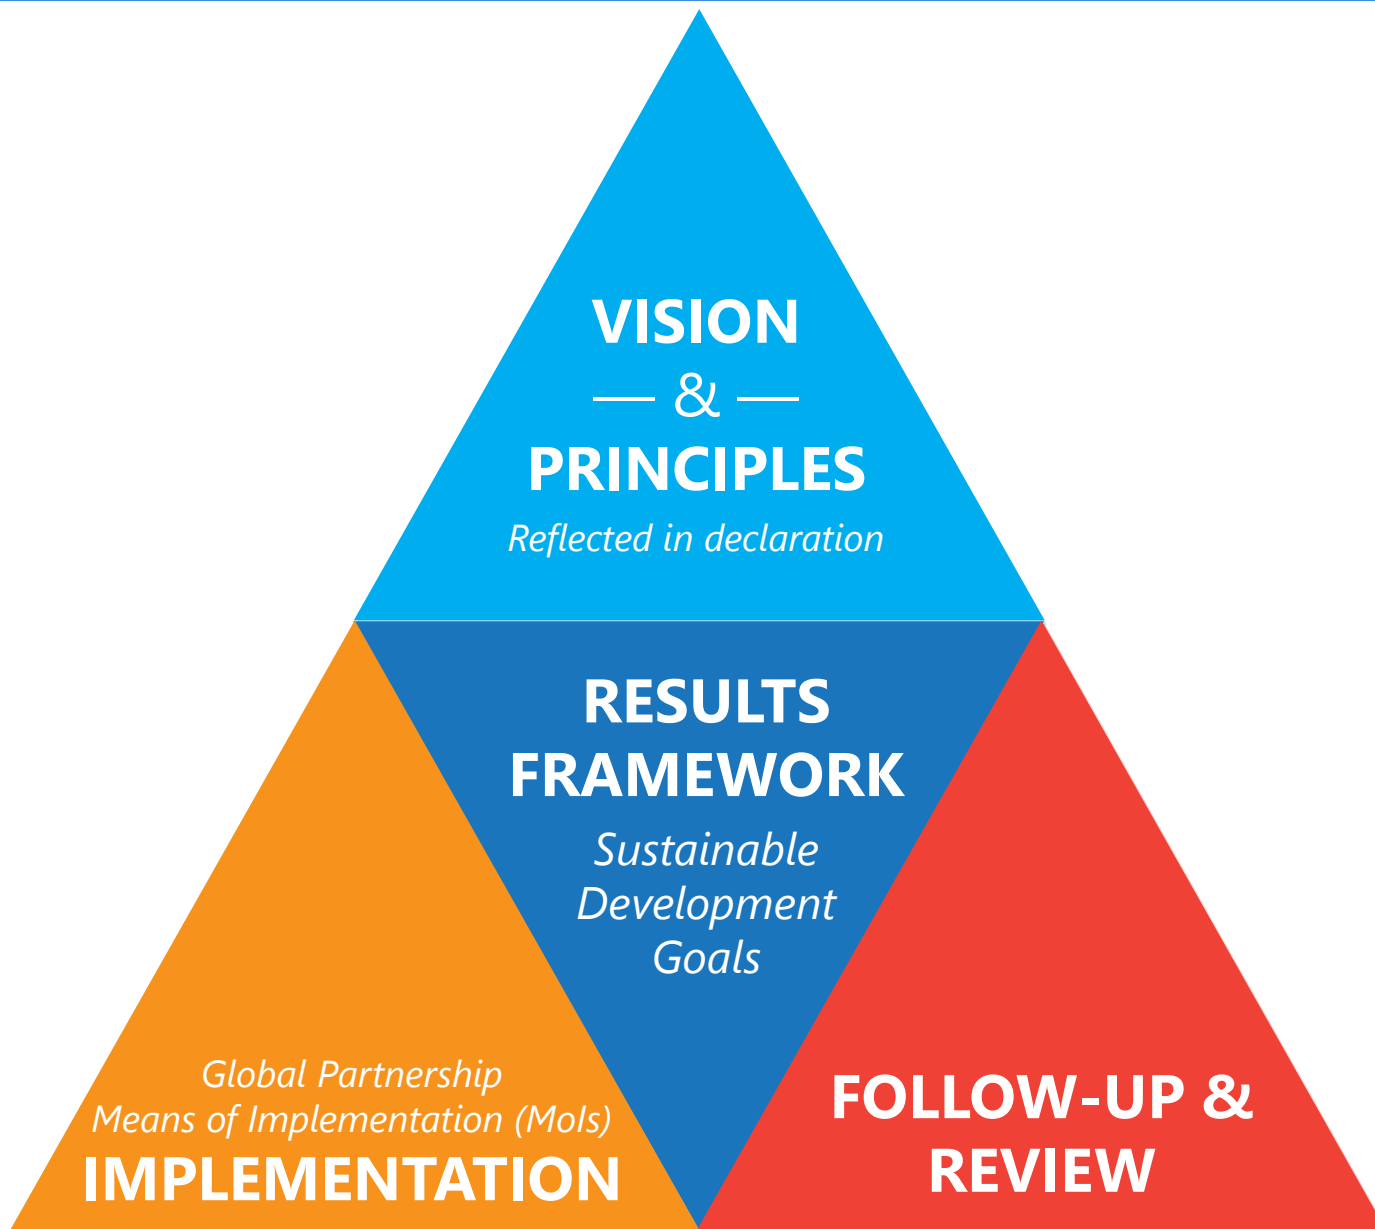 VISION
&
PRINCIPLES
Reflected in declaration
RESULTS
FRAMEWORK
Sustainable
Development
Goals
Global Partnership
Means of Implementation (MoIs)
IMPLEMENTATION
FOLLOW-UP &
REVIEW